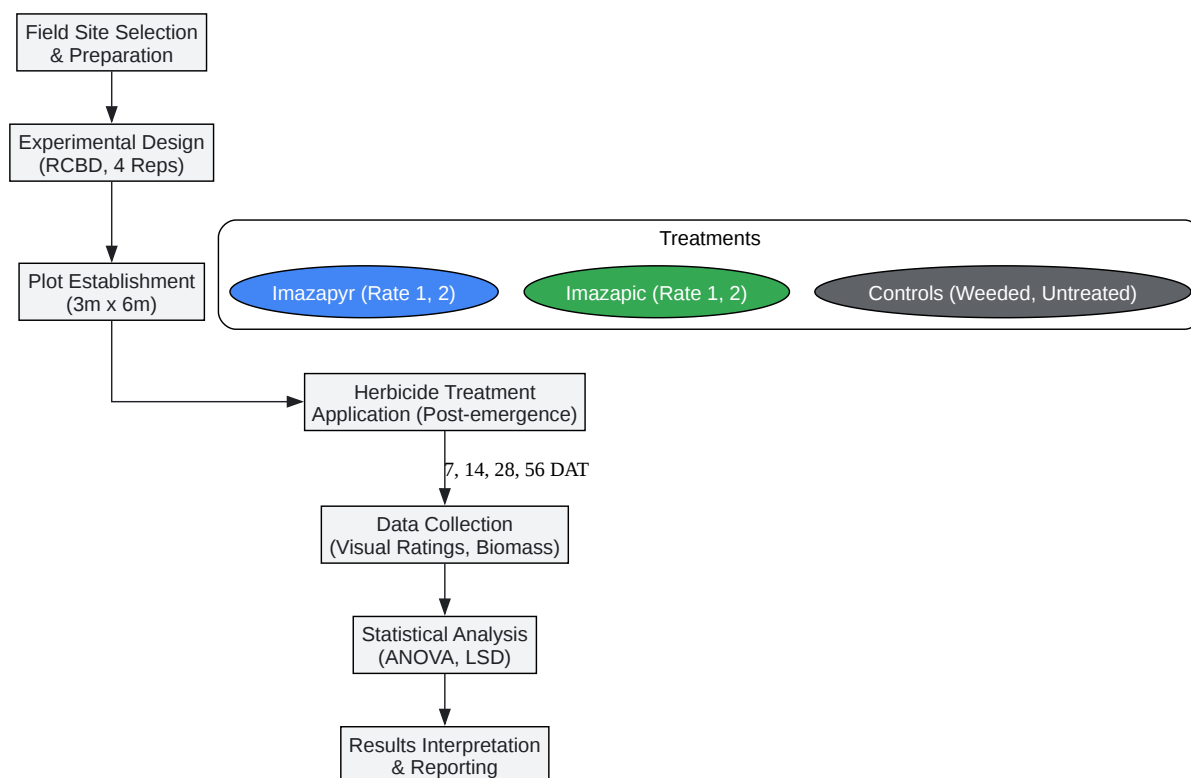 Field Site Selection
& Preparation
Experimental Design
(RCBD, 4 Reps)
Treatments
Plot Establishment
(3m x 6m)
Imazapyr (Rate 1, 2)
Imazapic (Rate 1, 2)
Controls (Weeded, Untreated)
Herbicide Treatment
Application (Post-emergence)
7, 14, 28, 56 DAT
Data Collection
(Visual Ratings, Biomass)
Statistical Analysis
(ANOVA, LSD)
Results Interpretation
& Reporting